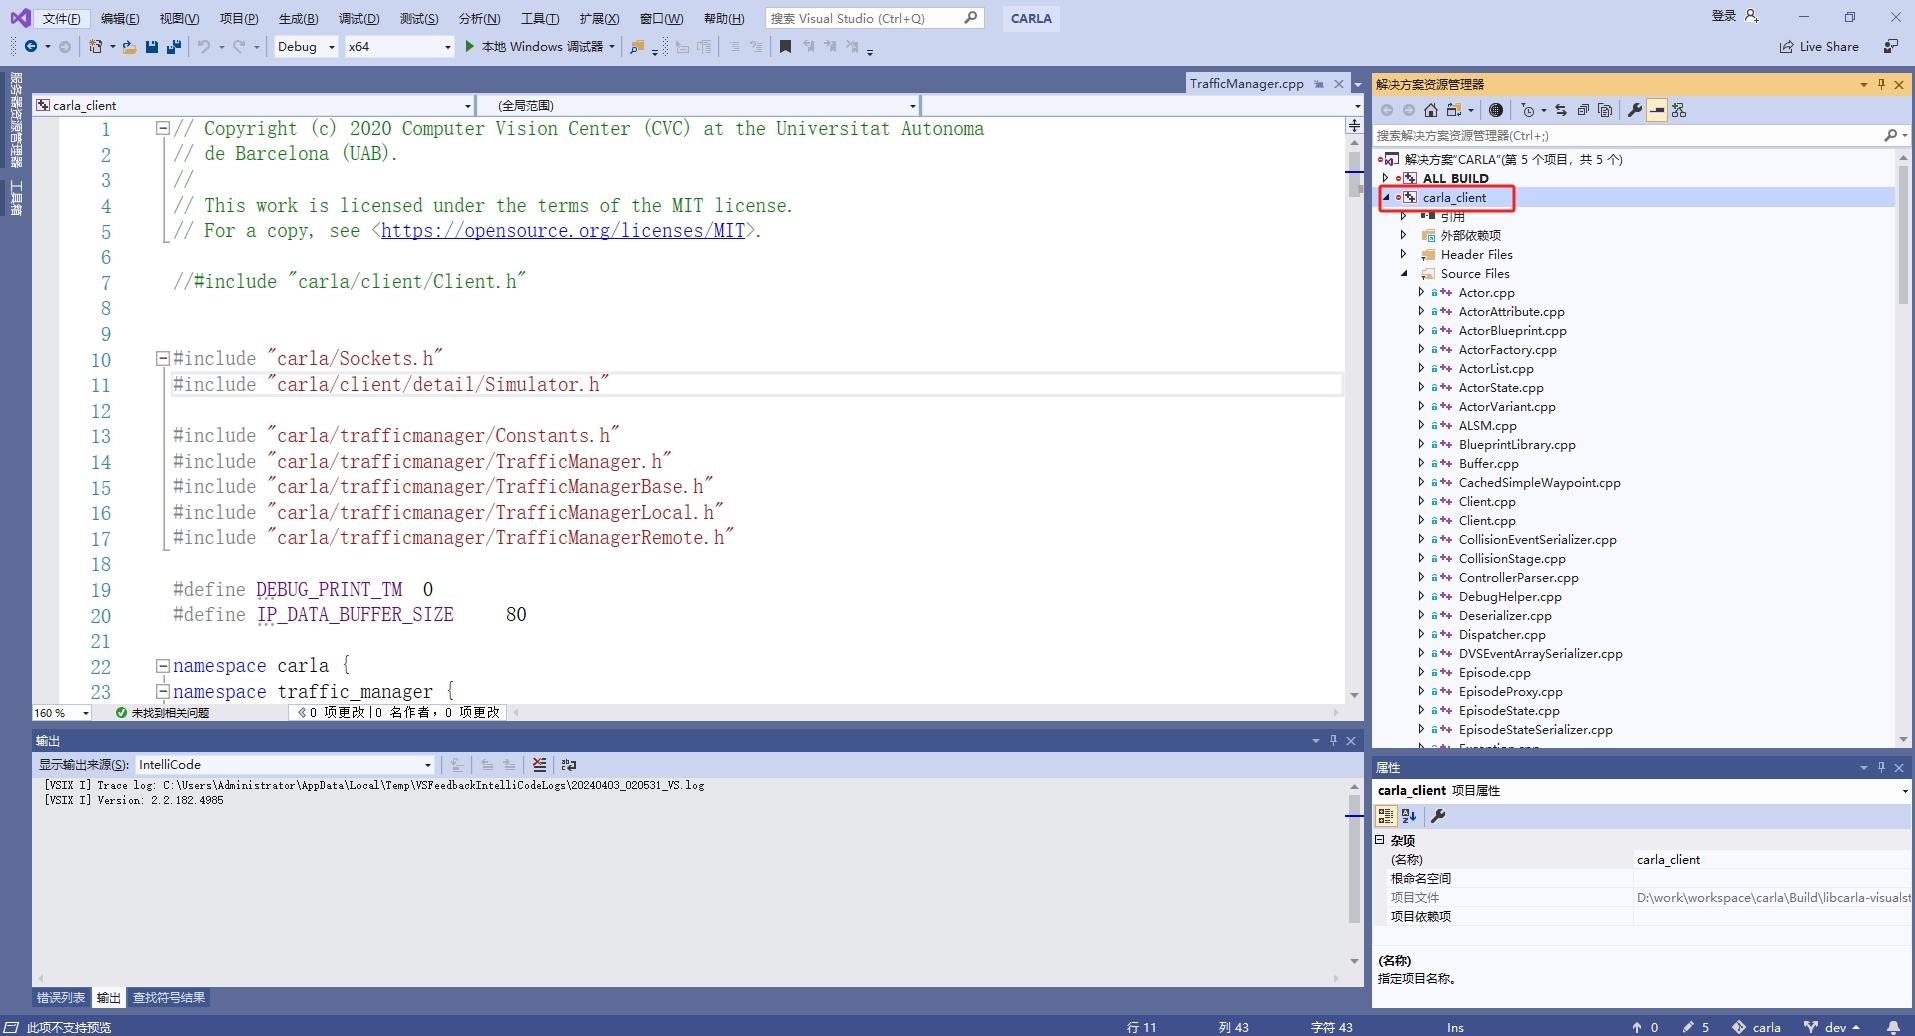 文件(F) 编辑(E) 视图(V) 项目(P) 生成(B) 调试(D) 测试(S) 分析(N) 工具(T) 扩展(X) 窗口(W) 帮助(H) 搜索 Visual Studio (Ctrl+Q) CARLA 登录
Debug x64 本地 Windows 调试器 Live Share
服务器资源管理器
工具箱
TrafficManager.cpp
carla_client (全局范围)
1 // Copyright (c) 2020 Computer Vision Center (CVC) at the Universitat Autonoma
2 // de Barcelona (UAB).
3 //
4 // This work is licensed under the terms of the MIT license.
5 // For a copy, see <https://opensource.org/licenses/MIT>.
6
7 //#include "carla/client/Client.h"
8
9
10 #include "carla/Sockets.h"
11 #include "carla/client/detail/Simulator.h"
12
13 #include "carla/trafficmanager/Constants.h"
14 #include "carla/trafficmanager/TrafficManager.h"
15 #include "carla/trafficmanager/TrafficManagerBase.h"
16 #include "carla/trafficmanager/TrafficManagerLocal.h"
17 #include "carla/trafficmanager/TrafficManagerRemote.h"
18
19 #define DEBUG_PRINT_TM 0
20 #define IP_DATA_BUFFER_SIZE 80
21
22 namespace carla {
23 namespace traffic_manager {
160 % 未找到相关问题 0 项更改 | 0 名作者，0 项更改
输出
显示输出来源(S): IntelliCode
[VSIX I] Trace log: C:\Users\Administrator\AppData\Local\Temp\VSFeedbackIntelliCodeLogs\20240403_020531_VS.log
[VSIX I] Version: 2.2.182.4985
错误列表 输出 查找符号结果
解决方案资源管理器
搜索解决方案资源管理器(Ctrl+;)
解决方案"CARLA"(第 5 个项目，共 5 个)
ALL_BUILD
carla_client
引用
外部依赖项
Header Files
Source Files
Actor.cpp
ActorAttribute.cpp
ActorBlueprint.cpp
ActorFactory.cpp
ActorList.cpp
ActorState.cpp
ActorVariant.cpp
ALSM.cpp
BlueprintLibrary.cpp
Buffer.cpp
CachedSimpleWaypoint.cpp
Client.cpp
Client.cpp
CollisionEventSerializer.cpp
CollisionStage.cpp
ControllerParser.cpp
DebugHelper.cpp
Deserializer.cpp
Dispatcher.cpp
DVSEventArraySerializer.cpp
Episode.cpp
EpisodeProxy.cpp
EpisodeState.cpp
EpisodeStateSerializer.cpp
Exception.cpp
属性
carla_client 项目属性
杂项
(名称) carla_client
根命名空间
项目文件 D:\work\workspace\carla\Build\libcarla-visualst
项目依赖项
(名称)
指定项目名称。
此项不支持预览 行 11 列 43 字符 43 Ins 0 5 carla dev